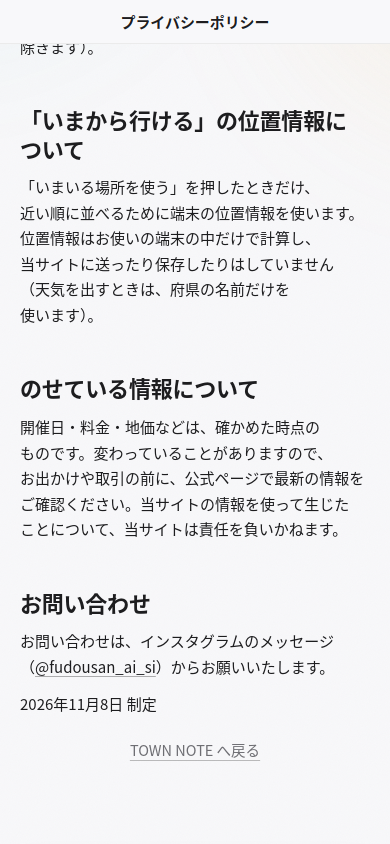 プライバシーポリシー
除きます）。
「いまから行ける」の位置情報に
ついて
「いまいる場所を使う」を押したときだけ、
近い順に並べるために端末の位置情報を使います。
位置情報はお使いの端末の中だけで計算し、
当サイトに送ったり保存したりはしていません
（天気を出すときは、府県の名前だけを
使います）。
のせている情報について
開催日・料金・地価などは、確かめた時点の
ものです。変わっていることがありますので、
お出かけや取引の前に、公式ページで最新の情報を
ご確認ください。当サイトの情報を使って生じた
ことについて、当サイトは責任を負いかねます。
お問い合わせ
お問い合わせは、インスタグラムのメッセージ
（@fudousan_ai_si）からお願いいたします。
2026年11月8日 制定
TOWN NOTE へ戻る